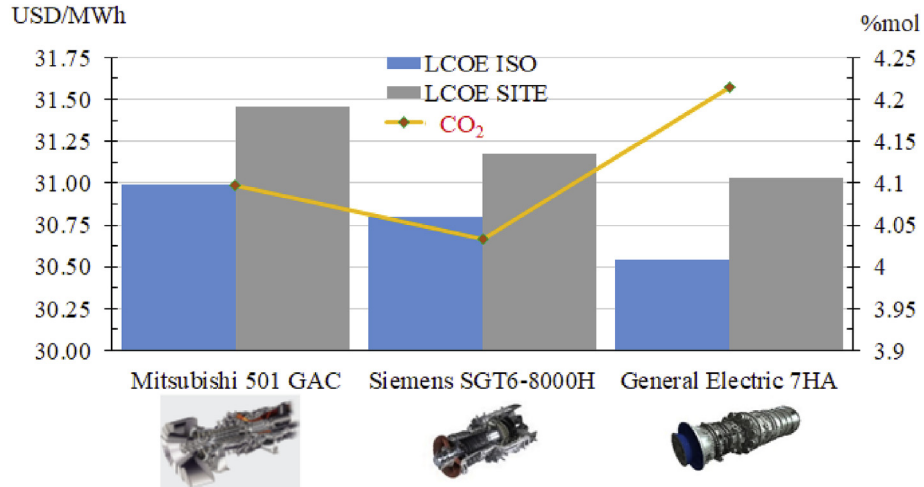 USD/MWh
%mol
31.75
31.50
31.25
31.00
30.75
30.50
30.25
30.00
LCOE ISO
LCOE SITE
CO₂
4.25
4.2
4.15
4.1
4.05
4
3.95
3.9
Mitsubishi 501 GAC
Siemens SGT6-8000H
General Electric 7HA